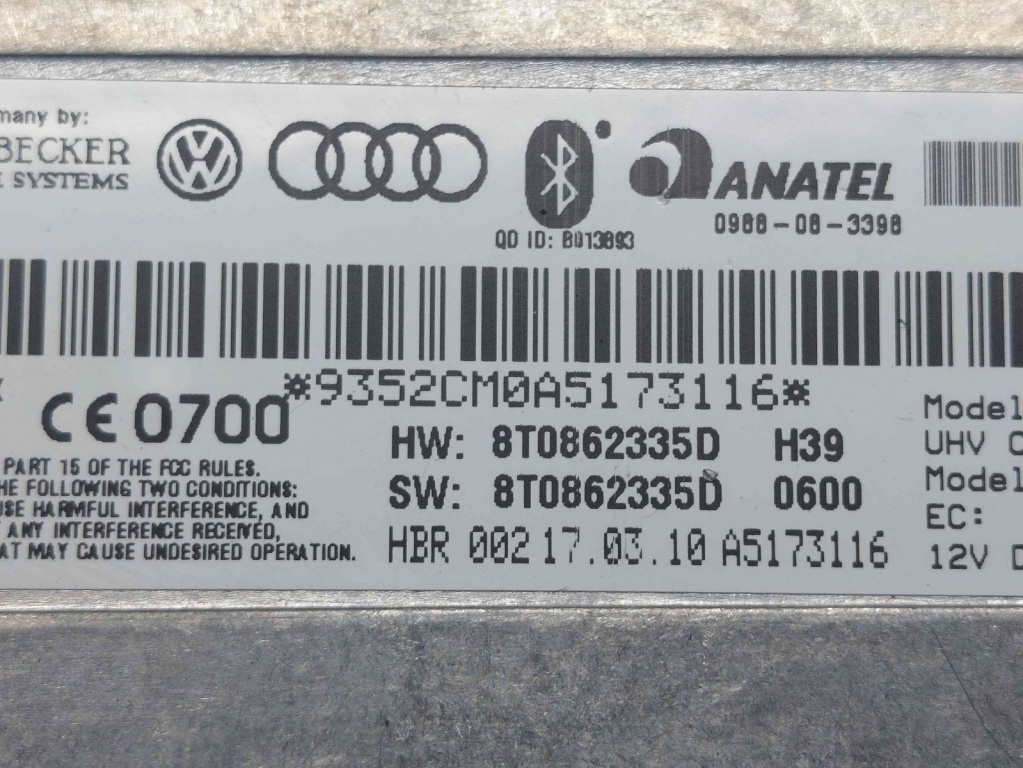 many by:
BECKER
SYSTEMS
VW
ANATEL
0988-08-3398
QD ID: B013893
*9352CM0A5173116*
CE 0700
HW: 8T0862335D H39
SW: 8T0862335D 0600
HBR 002 17.03.10 A5173116
PART 15 OF THE FCC RULES.
HE FOLLOWING TWO CONDITIONS:
USE HARMFUL INTERFERENCE, AND
ANY INTERFERENCE RECEIVED,
AT MAY CAUSE UNDESIRED OPERATION.
Model
UHV C
Model
EC:
12V D